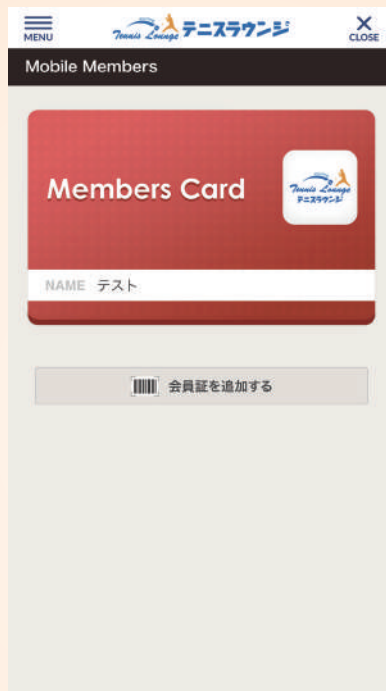 MENU
Tennis Lounge テニスラウンジ
CLOSE
Mobile Members
Members Card
Tennis Lounge
テニスラウンジ
NAME テスト
会員証を追加する